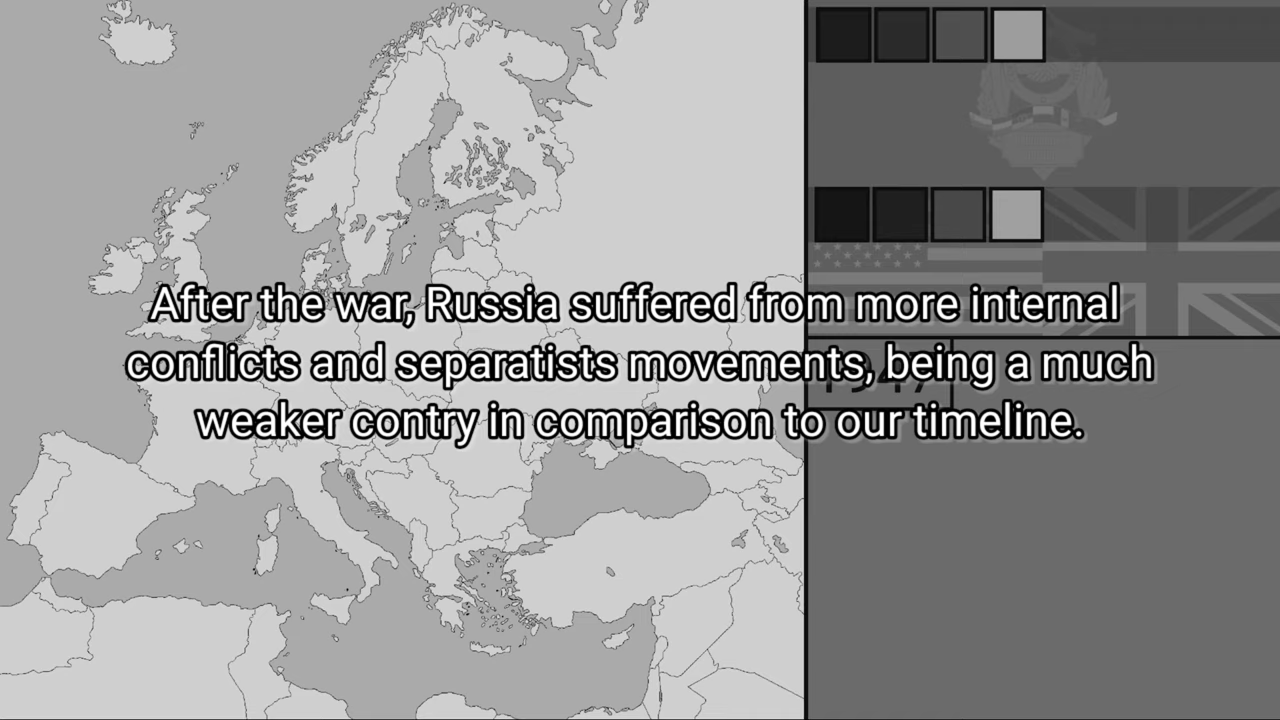 After the war, Russia suffered from more internal
conflicts and separatists movements, being a much
weaker contry in comparison to our timeline.